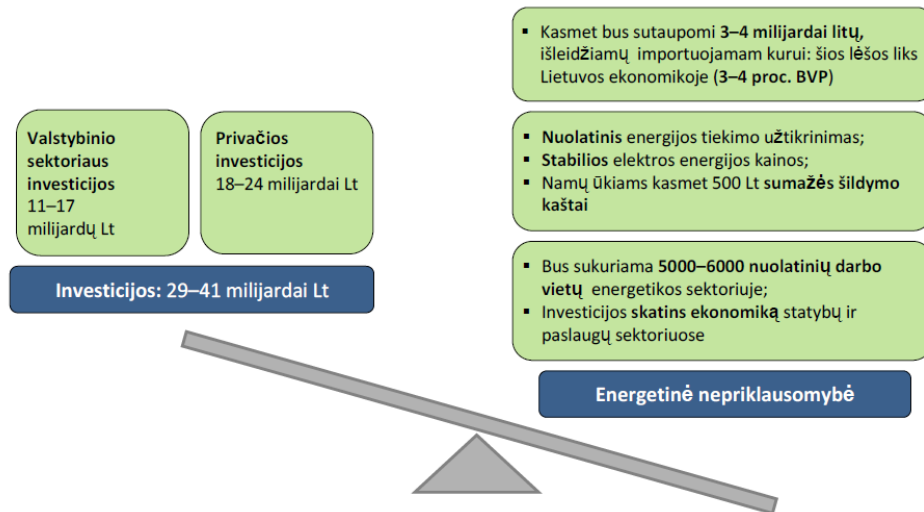 Valstybinio
sektoriaus
investicijos
11–17
milijardų Lt
Privačios
investicijos
18–24 milijardai Lt
Investicijos: 29–41 milijardai Lt
▪ Kasmet bus sutaupomi 3–4 milijardai litų,
išleidžiamų importuojamam kurui: šios lėšos liks
Lietuvos ekonomikoje (3–4 proc. BVP)
▪ Nuolatinis energijos tiekimo užtikrinimas;
▪ Stabilios elektros energijos kainos;
▪ Namų ūkiams kasmet 500 Lt sumažės šildymo
kaštai
▪ Bus sukuriama 5000–6000 nuolatinių darbo
vietų energetikos sektoriuje;
▪ Investicijos skatins ekonomiką statybų ir
paslaugų sektoriuose
Energetinė nepriklausomybė